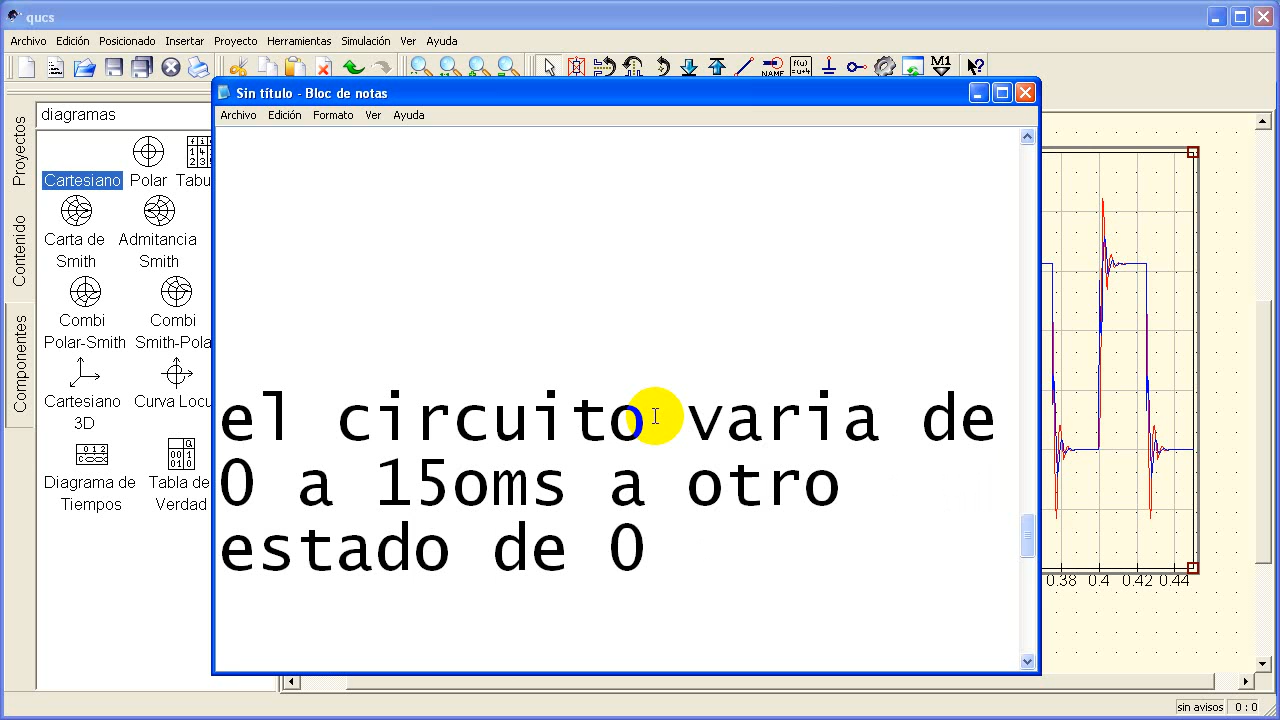 qucs
Archivo Edición Posicionado Insertar Proyecto Herramientas Simulación Ver Ayuda
NAME
M1
Sin título - Bloc de notas
Archivo Edición Formato Ver Ayuda
diagramas
Proyectos
Contenido
Componentes
Cartesiano Polar Tabu
Carta de Smith
Admitancia Smith
Combi Polar-Smith
Combi Smith-Pola
Cartesiano 3D
Curva Locu
Diagrama de Tiempos
Tabla de Verdad
el circuito varia de
0 a 15oms a otro
estado de 0
0.38 0.4 0.42 0.44
sin avisos 0 : 0